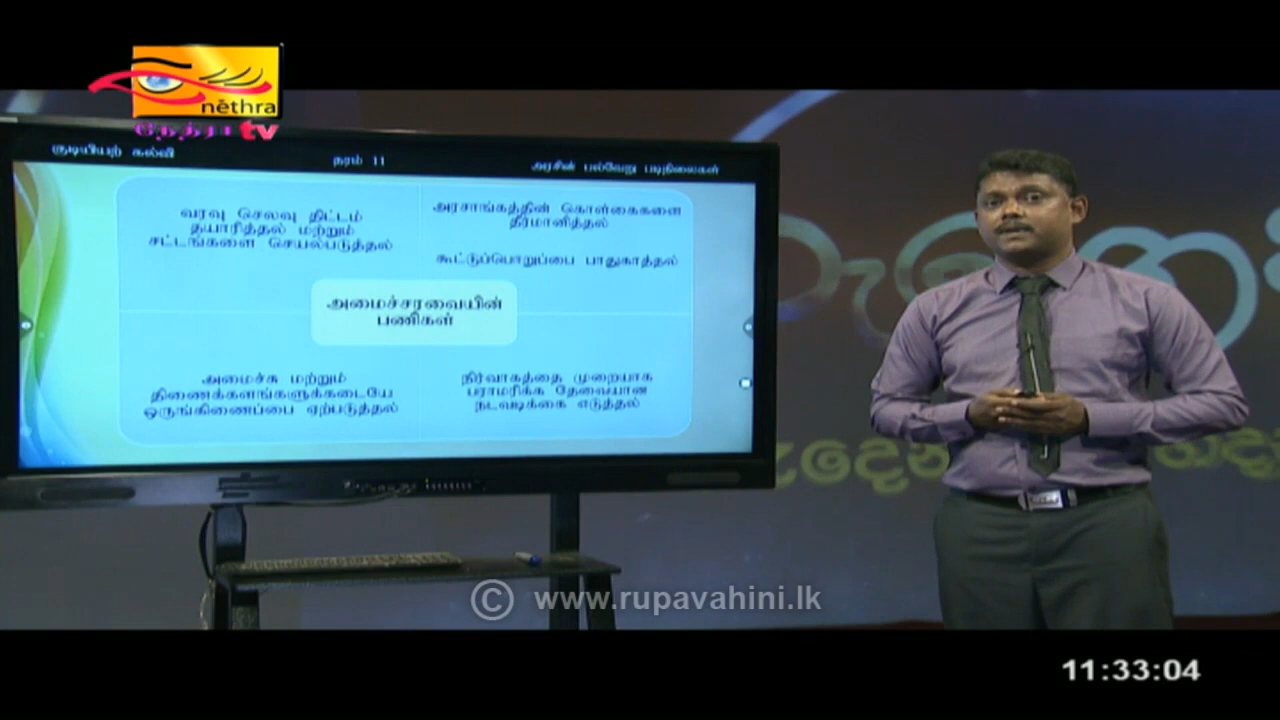 nethra
நேத்ரா tv
குடியியற் கல்வி
தரம் 11
அரசின் பல்வேறு படிநிலைகள்
வரவு செலவு திட்டம்
தயாரித்தல் மற்றும்
சட்டங்களை செயல்படுத்தல்
அரசாங்கத்தின் கொள்கைகளை
தீர்மானித்தல்
கூட்டுப்பொறுப்பை பாதுகாத்தல்
அமைச்சரவையின்
பணிகள்
அமைச்சு மற்றும்
திணைக்களங்களுக்கடையே
ஒருங்கிணைப்பை ஏற்படுத்தல்
நிர்வாகத்தை முறையாக
பராமரிக்க தேவையான
நடவடிக்கை எடுத்தல்
© www.rupavahini.lk
11:33:04